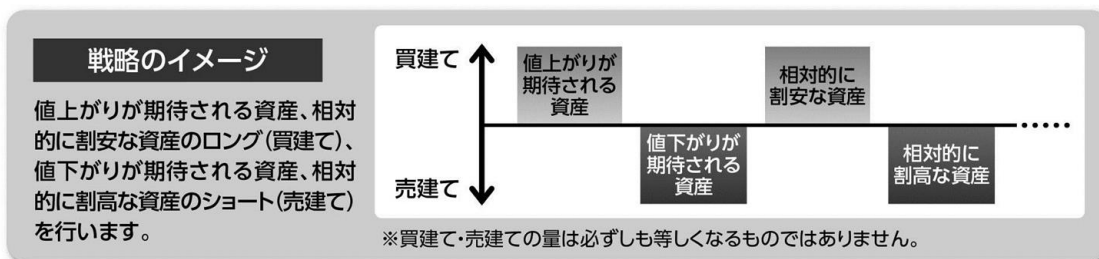 戦略のイメージ
値上がりが期待される資産、相対
的に割安な資産のロング(買建て)、
値下がりが期待される資産、相対
的に割高な資産のショート(売建て)
を行います。
買建て
値上がりが
期待される
資産
値下がりが
期待される
資産
相対的に
割安な資産
相対的に
割高な資産
売建て
※買建て・売建ての量は必ずしも等しくなるものではありません。